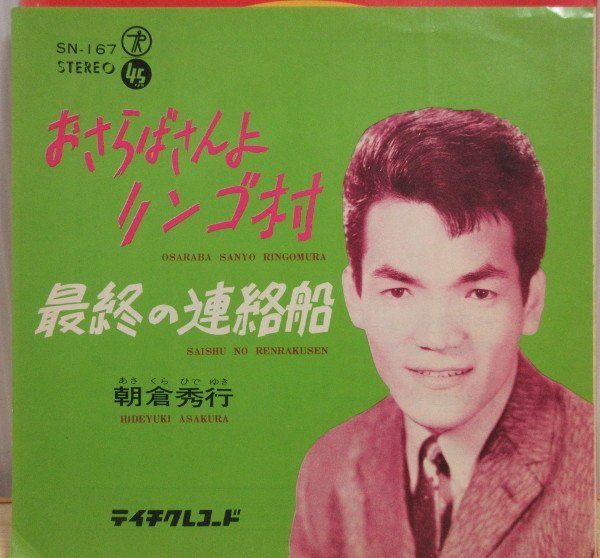 SN-167
STEREO
45
おさらばさんよ
リンゴ村
OSARABA SANYO RINGOMURA
最終の連絡船
SAISHU NO RENRAKUSEN
あさ くら ひで ゆき
朝倉秀行
HIDEYUKI ASAKURA
テイチクレコード